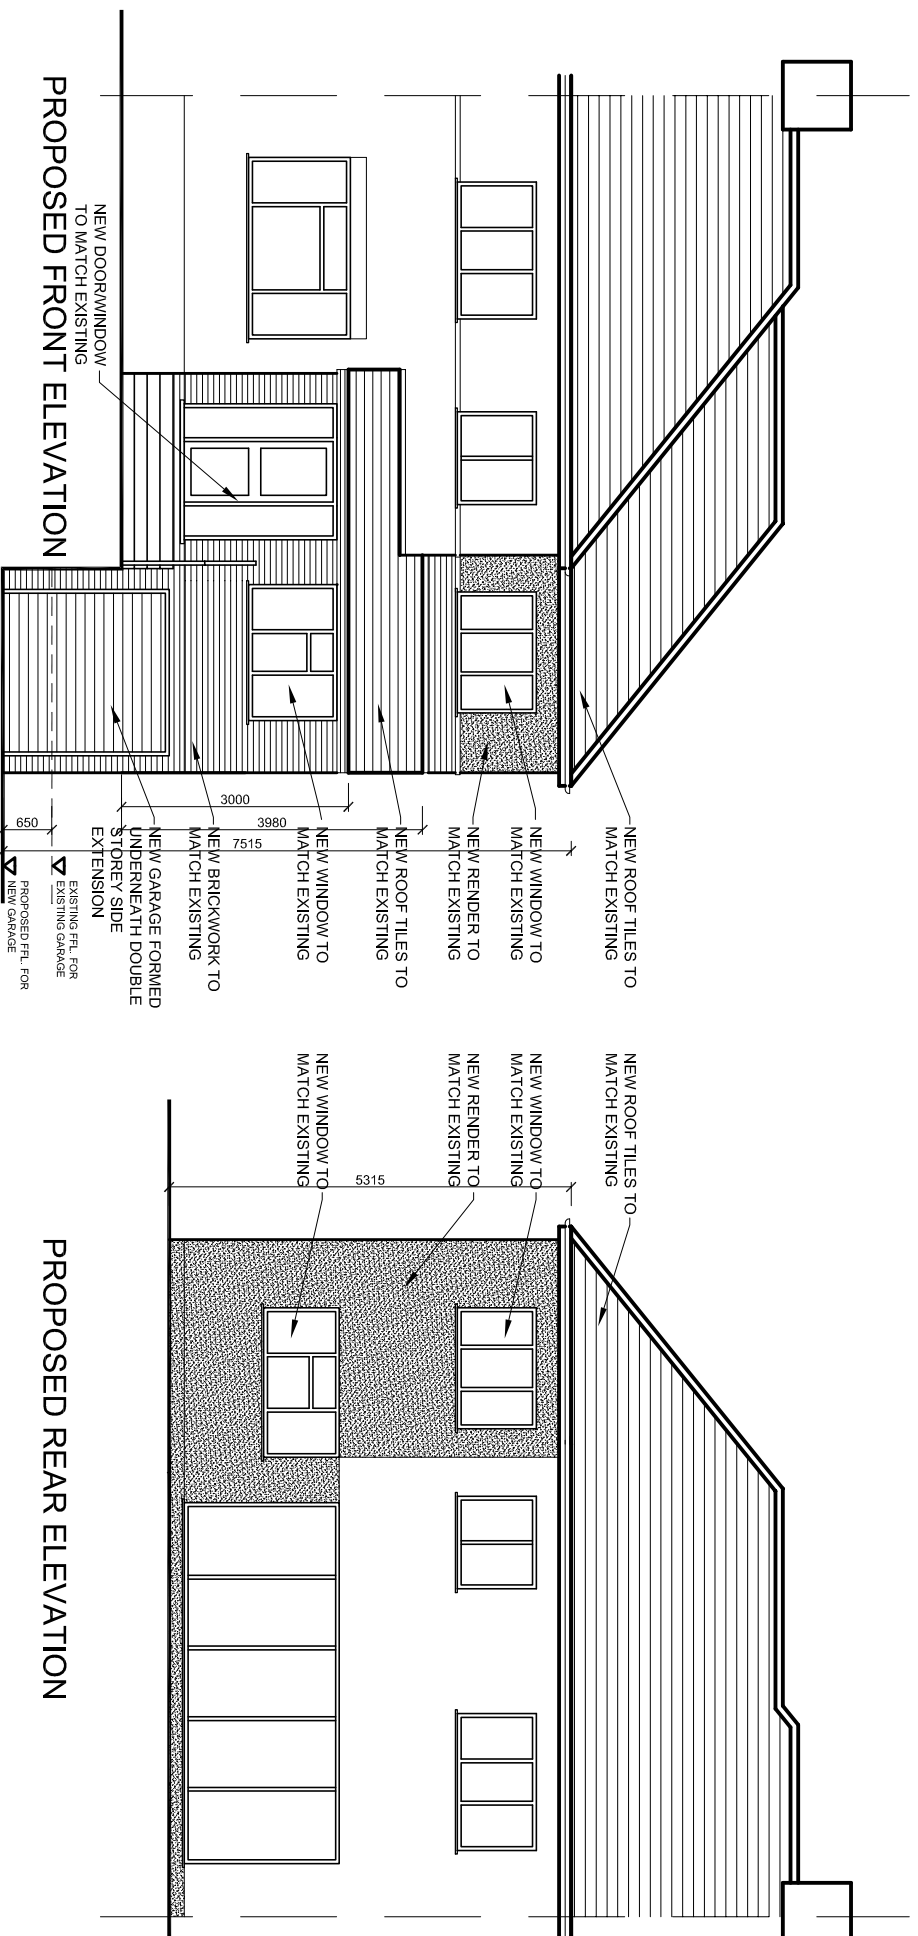 NEW ROOF TILES TO
MATCH EXISTING
NEW WINDOW TO
MATCH EXISTING
NEW RENDER TO
MATCH EXISTING
NEW ROOF TILES TO
MATCH EXISTING
NEW WINDOW TO
MATCH EXISTING
NEW BRICKWORK TO
MATCH EXISTING
NEW GARAGE FORMED
UNDERNEATH DOUBLE
STOREY SIDE
EXTENSION
EXISTING FFL. FOR
EXISTING GARAGE
PROPOSED FFL. FOR
NEW GARAGE
3000
3980
7515
650
NEW DOOR/WINDOW
TO MATCH EXISTING
PROPOSED FRONT ELEVATION
NEW ROOF TILES TO
MATCH EXISTING
NEW WINDOW TO
MATCH EXISTING
NEW RENDER TO
MATCH EXISTING
NEW WINDOW TO
MATCH EXISTING
5315
PROPOSED REAR ELEVATION